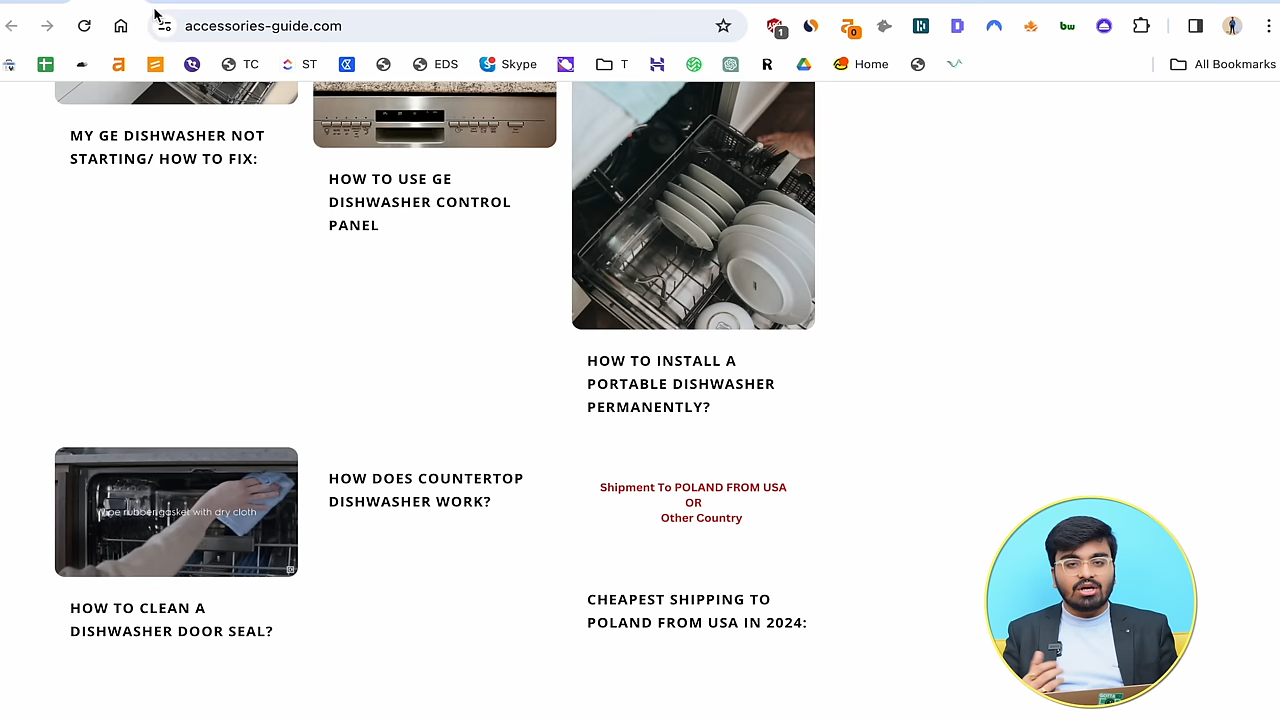 accessories-guide.com
1
0
TC
ST
EDS
Skype
T
Home
All Bookmarks
MY GE DISHWASHER NOT
STARTING/ HOW TO FIX:
HOW TO USE GE
DISHWASHER CONTROL
PANEL
HOW TO INSTALL A
PORTABLE DISHWASHER
PERMANENTLY?
Wipe rubber gasket with dry cloth
HOW TO CLEAN A
DISHWASHER DOOR SEAL?
HOW DOES COUNTERTOP
DISHWASHER WORK?
Shipment To POLAND FROM USA
OR
Other Country
CHEAPEST SHIPPING TO
POLAND FROM USA IN 2024: